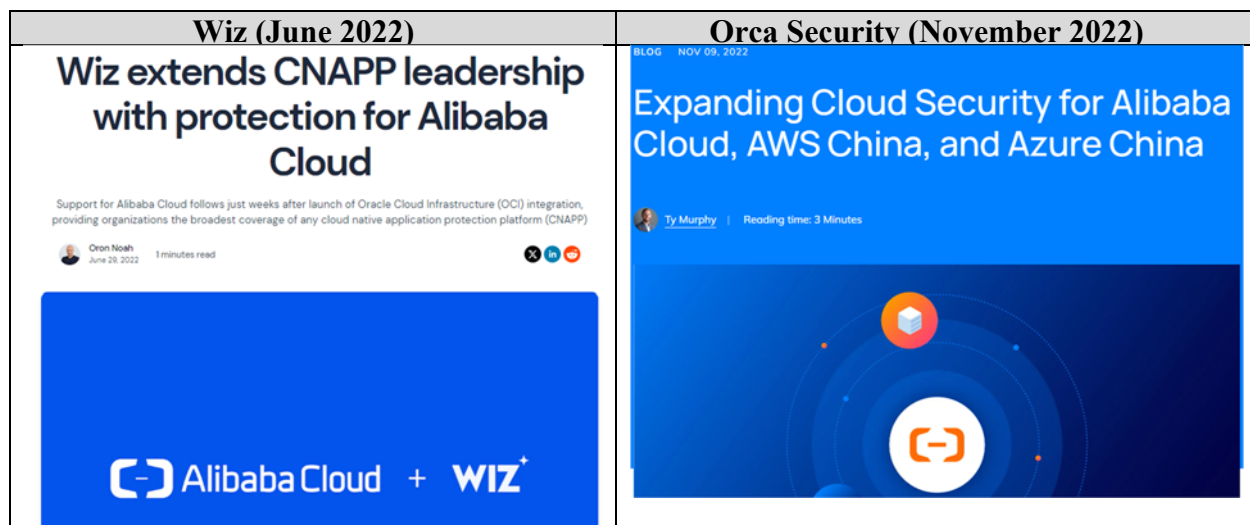 Wiz (June 2022)
Wiz extends CNAPP leadership
with protection for Alibaba
Cloud
Support for Alibaba Cloud follows just weeks after launch of Oracle Cloud Infrastructure (OCI) integration,
providing organizations the broadest coverage of any cloud native application protection platform (CNAPP)
Oron Noah
June 29, 2022
1 minutes read
X in
Alibaba Cloud + WIZ
Orca Security (November 2022)
BLOG NOV 09, 2022
Expanding Cloud Security for Alibaba
Cloud, AWS China, and Azure China
Ty Murphy | Reading time: 3 Minutes